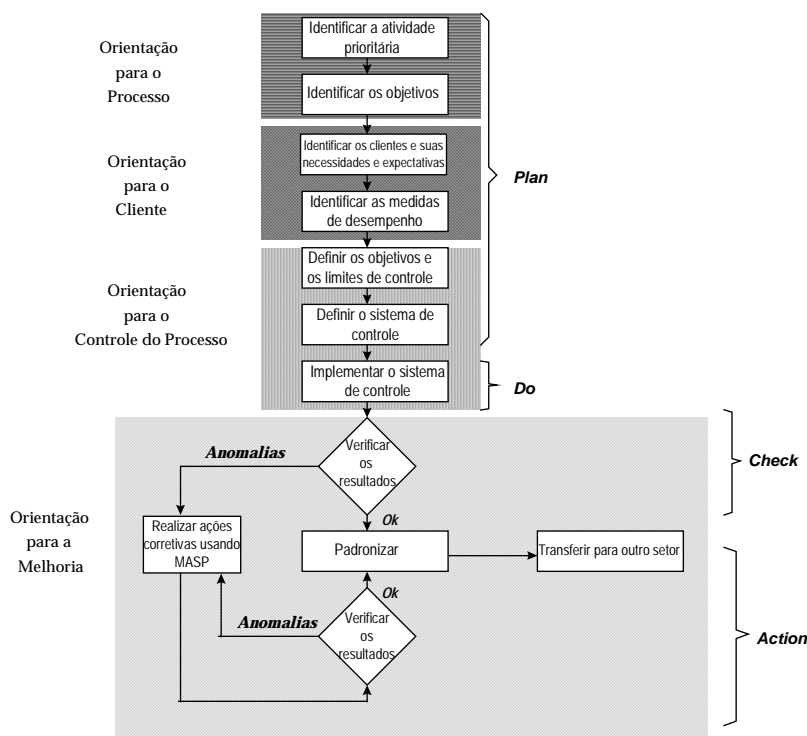 Orientação
para o
Processo
Identificar a atividade
prioritária
Identificar os objetivos
Orientação
para o
Cliente
Identificar os clientes e suas
necessidades e expectativas
Identificar as medidas
de desempenho
Plan
Orientação
para o
Controle do Processo
Definir os objetivos e
os limites de controle
Definir o sistema de
controle
Implementar o sistema
de controle
Do
Orientação
para a
Melhoria
Anomalias
Verificar
os
resultados
Check
Ok
Realizar ações
corretivas usando
MASP
Padronizar
Transferir para outro setor
Ok
Anomalias
Verificar
os
resultados
Action